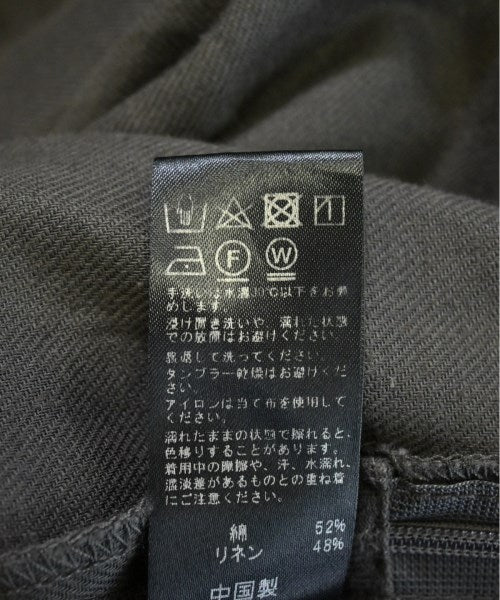 F W
手洗いは水温30℃以下をお勧
めします。
浸け置き洗いや、濡れた状態
での放置はお避けください。
裏返して洗ってください。
タンブラー乾燥はお避けくだ
さい。
アイロンは当て布を使用して
ください。
濡れたままの状態で擦れると、
色移りすることがあります。
着用中の摩擦や、汗、水濡れ、
濃淡差があるものとの重ね着
にご注意ください。
綿 52%
リネン 48%
中国製